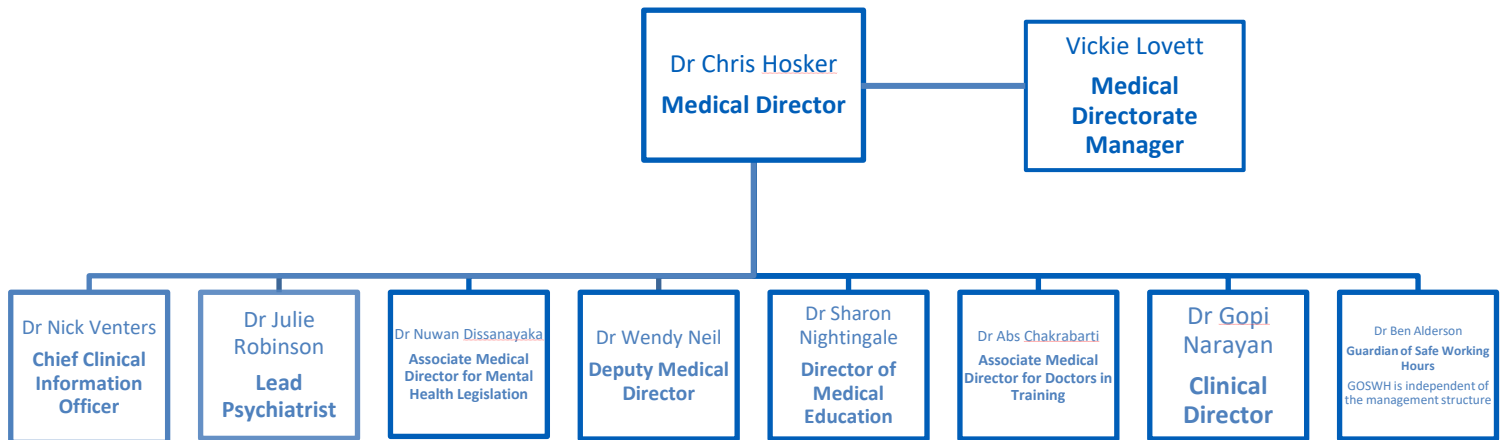 Dr Chris Hosker
Medical Director
Vickie Lovett
Medical
Directorate
Manager
Dr Nick Venters
Chief Clinical
Information
Officer
Dr Julie
Robinson
Lead
Psychiatrist
Dr Nuwan Dissanayaka
Associate Medical
Director for Mental
Health Legislation
Dr Wendy Neil
Deputy Medical
Director
Dr Sharon
Nightingale
Director of
Medical
Education
Dr Abs Chakrabarti
Associate Medical
Director for Doctors in
Training
Dr Gopi
Narayan
Clinical
Director
Dr Ben Alderson
Guardian of Safe Working
Hours
GOSWH is independent of
the management structure